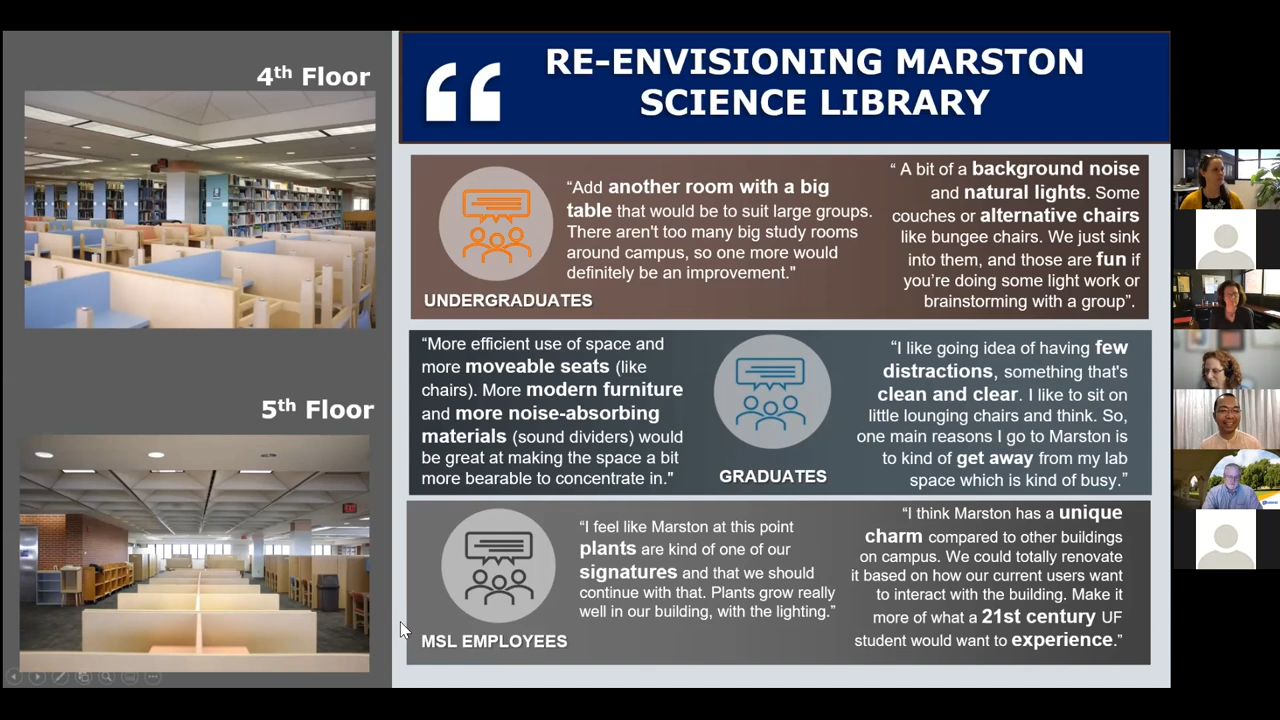 4th Floor
5th Floor
RE-ENVISIONING MARSTON
SCIENCE LIBRARY
“Add another room with a big
table that would be to suit large groups.
There aren't too many big study rooms
around campus, so one more would
definitely be an improvement."
UNDERGRADUATES
“ A bit of a background noise
and natural lights. Some
couches or alternative chairs
like bungee chairs. We just sink
into them, and those are fun if
you’re doing some light work or
brainstorming with a group”.
“More efficient use of space and
more moveable seats (like
chairs). More modern furniture
and more noise-absorbing
materials (sound dividers) would
be great at making the space a bit
more bearable to concentrate in."
GRADUATES
“I like going idea of having few
distractions, something that's
clean and clear. I like to sit on
little lounging chairs and think. So,
one main reasons I go to Marston is
to kind of get away from my lab
space which is kind of busy.”
MSL EMPLOYEES
“I feel like Marston at this point
plants are kind of one of our
signatures and that we should
continue with that. Plants grow really
well in our building, with the lighting.”
“I think Marston has a unique
charm compared to other buildings
on campus. We could totally renovate
it based on how our current users want
to interact with the building. Make it
more of what a 21st century UF
student would want to experience.”